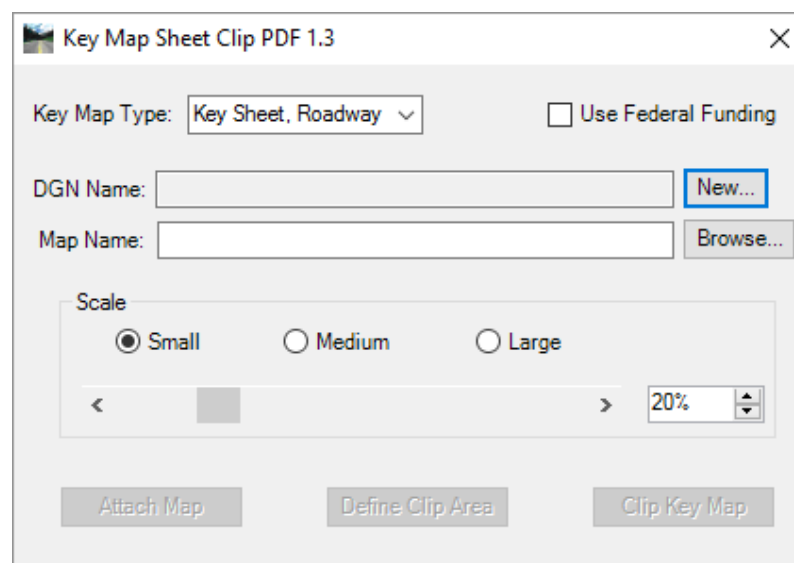 Key Map Sheet Clip PDF 1.3
Key Map Type: Key Sheet, Roadway Use Federal Funding
DGN Name: New...
Map Name: Browse...
Scale
Small Medium Large
20%
Attach Map Define Clip Area Clip Key Map